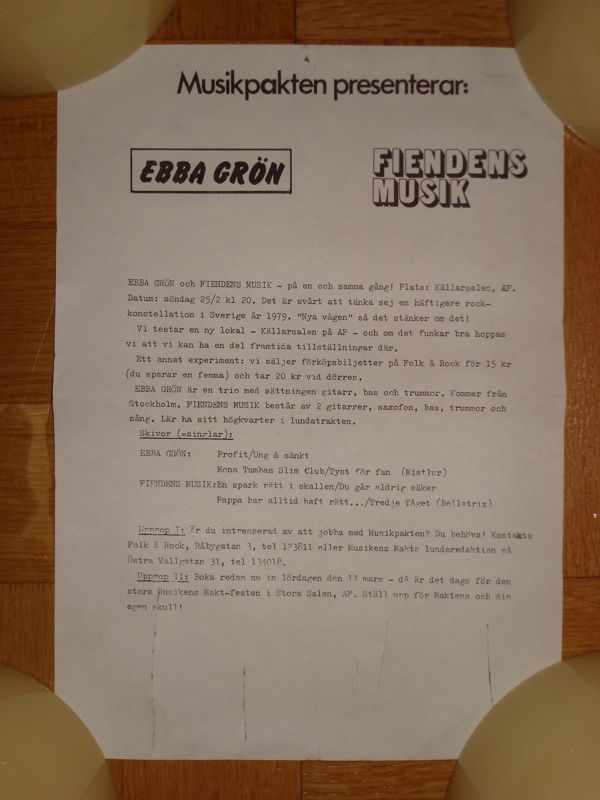 Musikpakten presenterar:
EBBA GRÖN
FIENDENS
MUSIK
EBBA GRÖN och FIENDENS MUSIK - på en och samma gång! Plats: Källarsalen, AF.
Datum: söndag 25/2 kl 20. Det är svårt att tänka sej en häftigare rock-
konstellation i Sverige år 1979. "Nya vågen" så det stänker om det!
Vi testar en ny lokal - Källarsalen på AF - och om det funkar bra hoppas
vi att vi kan ha en del framtida tillställningar där.
Ett annat experiment: vi säljer förköpsbiljetter på Folk å Rock för 15 kr
(du sparar en femma) och tar 20 kr vid dörren.
EBBA GRÖN är en trio med sättningen gitarr, bas och trummor. Kommer från
Stockholm. FIENDENS MUSIK består av 2 gitarrer, saxofon, bas, trummor och
sång. Lär ha sitt högkvarter i lundatrakten.
Skivor (=singlar):
EBBA GRÖN: Profit/Ung & sänkt
Mona Tumbas Slim Club/Tyst för fan (Mistlur)
FIENDENS MUSIK:En spark rätt i skallen/Du går aldrig säker
Pappa har alltid haft rätt.../Tredje Tåget (Bellatrix)
Upprop I: Är du intresserad av att jobba med Musikpakten? Du behövs! Kontakta
Folk å Rock, Råbygatan 3, tel 123811 eller Musikens Makts lundaredaktion på
Östra Vallgatan 31, tel 134018.
Upprop II: Boka redan nu in lördagen den 17 mars - då är det dags för den
stora Musikens Makt-festen i Stora Salen, AF. Ställ upp för Maktens och din
egen skull!